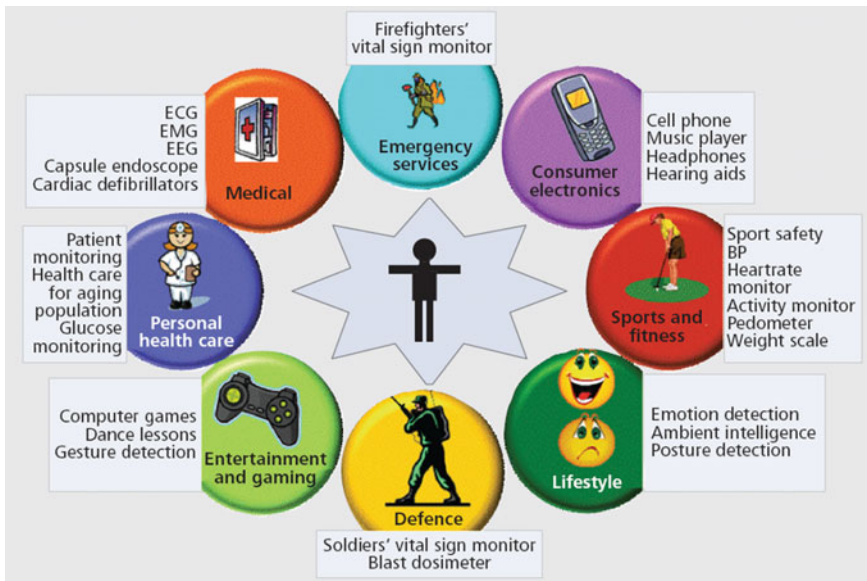 Firefighters'
vital sign monitor
Emergency
services
ECG
EMG
EEG
Capsule endoscope
Cardiac defibrillators
Medical
Cell phone
Music player
Headphones
Hearing aids
Consumer
electronics
Patient
monitoring
Health care
for aging
population
Glucose
monitoring
Personal
health care
Sport safety
BP
Heartrate
monitor
Activity monitor
Pedometer
Weight scale
Sports and
fitness
Computer games
Dance lessons
Gesture detection
Entertainment
and gaming
Emotion detection
Ambient intelligence
Posture detection
Lifestyle
Defence
Soldiers' vital sign monitor
Blast dosimeter